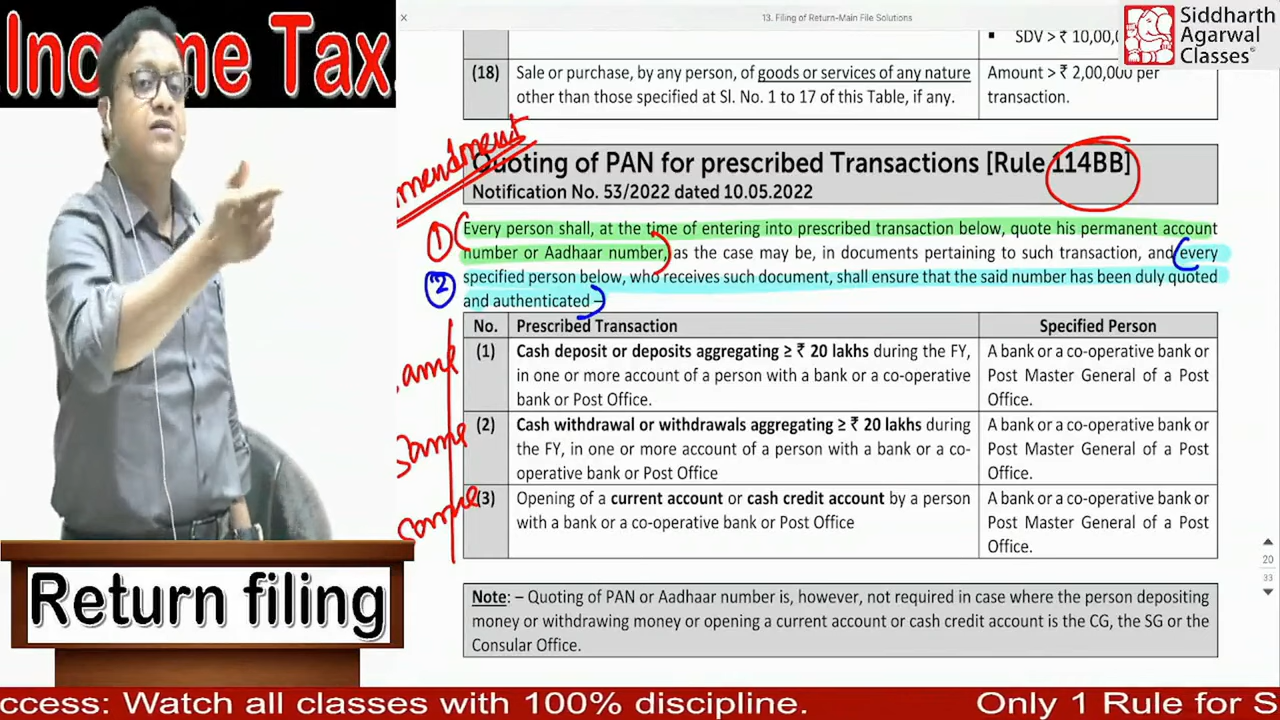 Income Tax.
13. Filing of Return-Main File Solutions
Siddharth
Agarwal
Classes
SDV > ₹ 10,00,
(18) Sale or purchase, by any person, of goods or services of any nature
other than those specified at Sl. No. 1 to 17 of this Table, if any.
Amount > ₹ 2,00,000 per
transaction.
mendment
Quoting of PAN for prescribed Transactions [Rule 114BB]
Notification No. 53/2022 dated 10.05.2022
1
Every person shall, at the time of entering into prescribed transaction below, quote his permanent account
number or Aadhaar number, as the case may be, in documents pertaining to such transaction, and every
2
specified person below, who receives such document, shall ensure that the said number has been duly quoted
and authenticated –
No. Prescribed Transaction Specified Person
(1) Cash deposit or deposits aggregating ≥ ₹ 20 lakhs during the FY,
in one or more account of a person with a bank or a co-operative
bank or Post Office.
A bank or a co-operative bank or
Post Master General of a Post
Office.
ame
(2) Cash withdrawal or withdrawals aggregating ≥ ₹ 20 lakhs during
the FY, in one or more account of a person with a bank or a co-
operative bank or Post Office
A bank or a co-operative bank or
Post Master General of a Post
Office.
Same
(3) Opening of a current account or cash credit account by a person
with a bank or a co-operative bank or Post Office
A bank or a co-operative bank or
Post Master General of a Post
Office.
Same
Note: – Quoting of PAN or Aadhaar number is, however, not required in case where the person depositing
money or withdrawing money or opening a current account or cash credit account is the CG, the SG or the
Consular Office.
20
33
Return filing
ccess: Watch all classes with 100% discipline.
Only 1 Rule for S